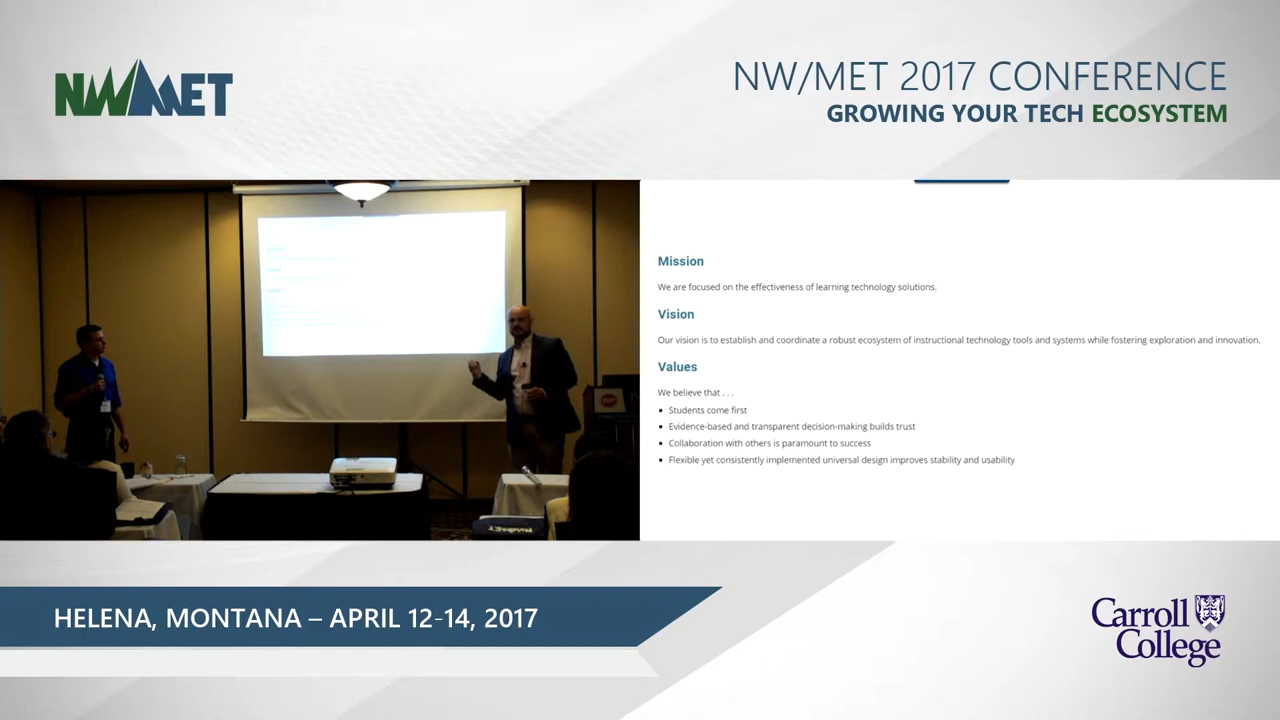 NWMET
NW/MET 2017 CONFERENCE
GROWING YOUR TECH ECOSYSTEM
Mission
We are focused on the effectiveness of learning technology solutions.
Vision
Our vision is to establish and coordinate a robust ecosystem of instructional technology tools and systems while fostering exploration and innovation.
Values
We believe that . . .
• Students come first
• Evidence-based and transparent decision-making builds trust
• Collaboration with others is paramount to success
• Flexible yet consistently implemented universal design improves stability and usability
HELENA, MONTANA – APRIL 12-14, 2017
Carroll
College